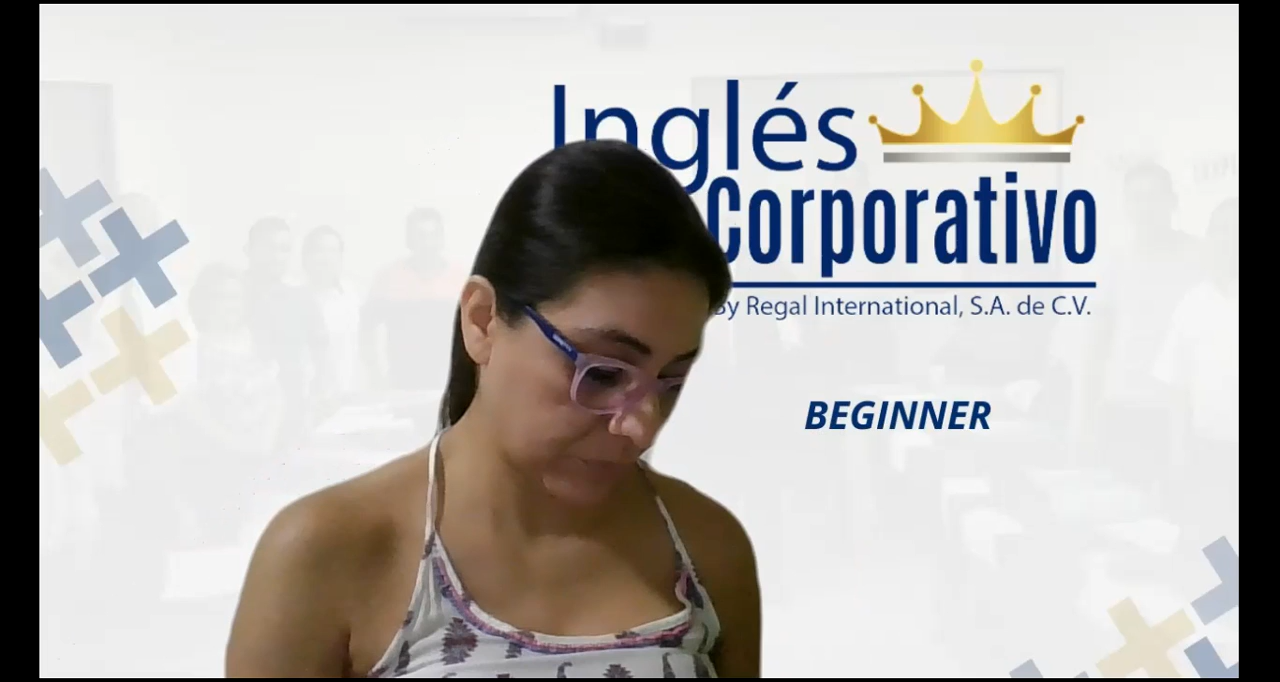 Inglés
Corporativo
By Regal International, S.A. de C.V.
BEGINNER